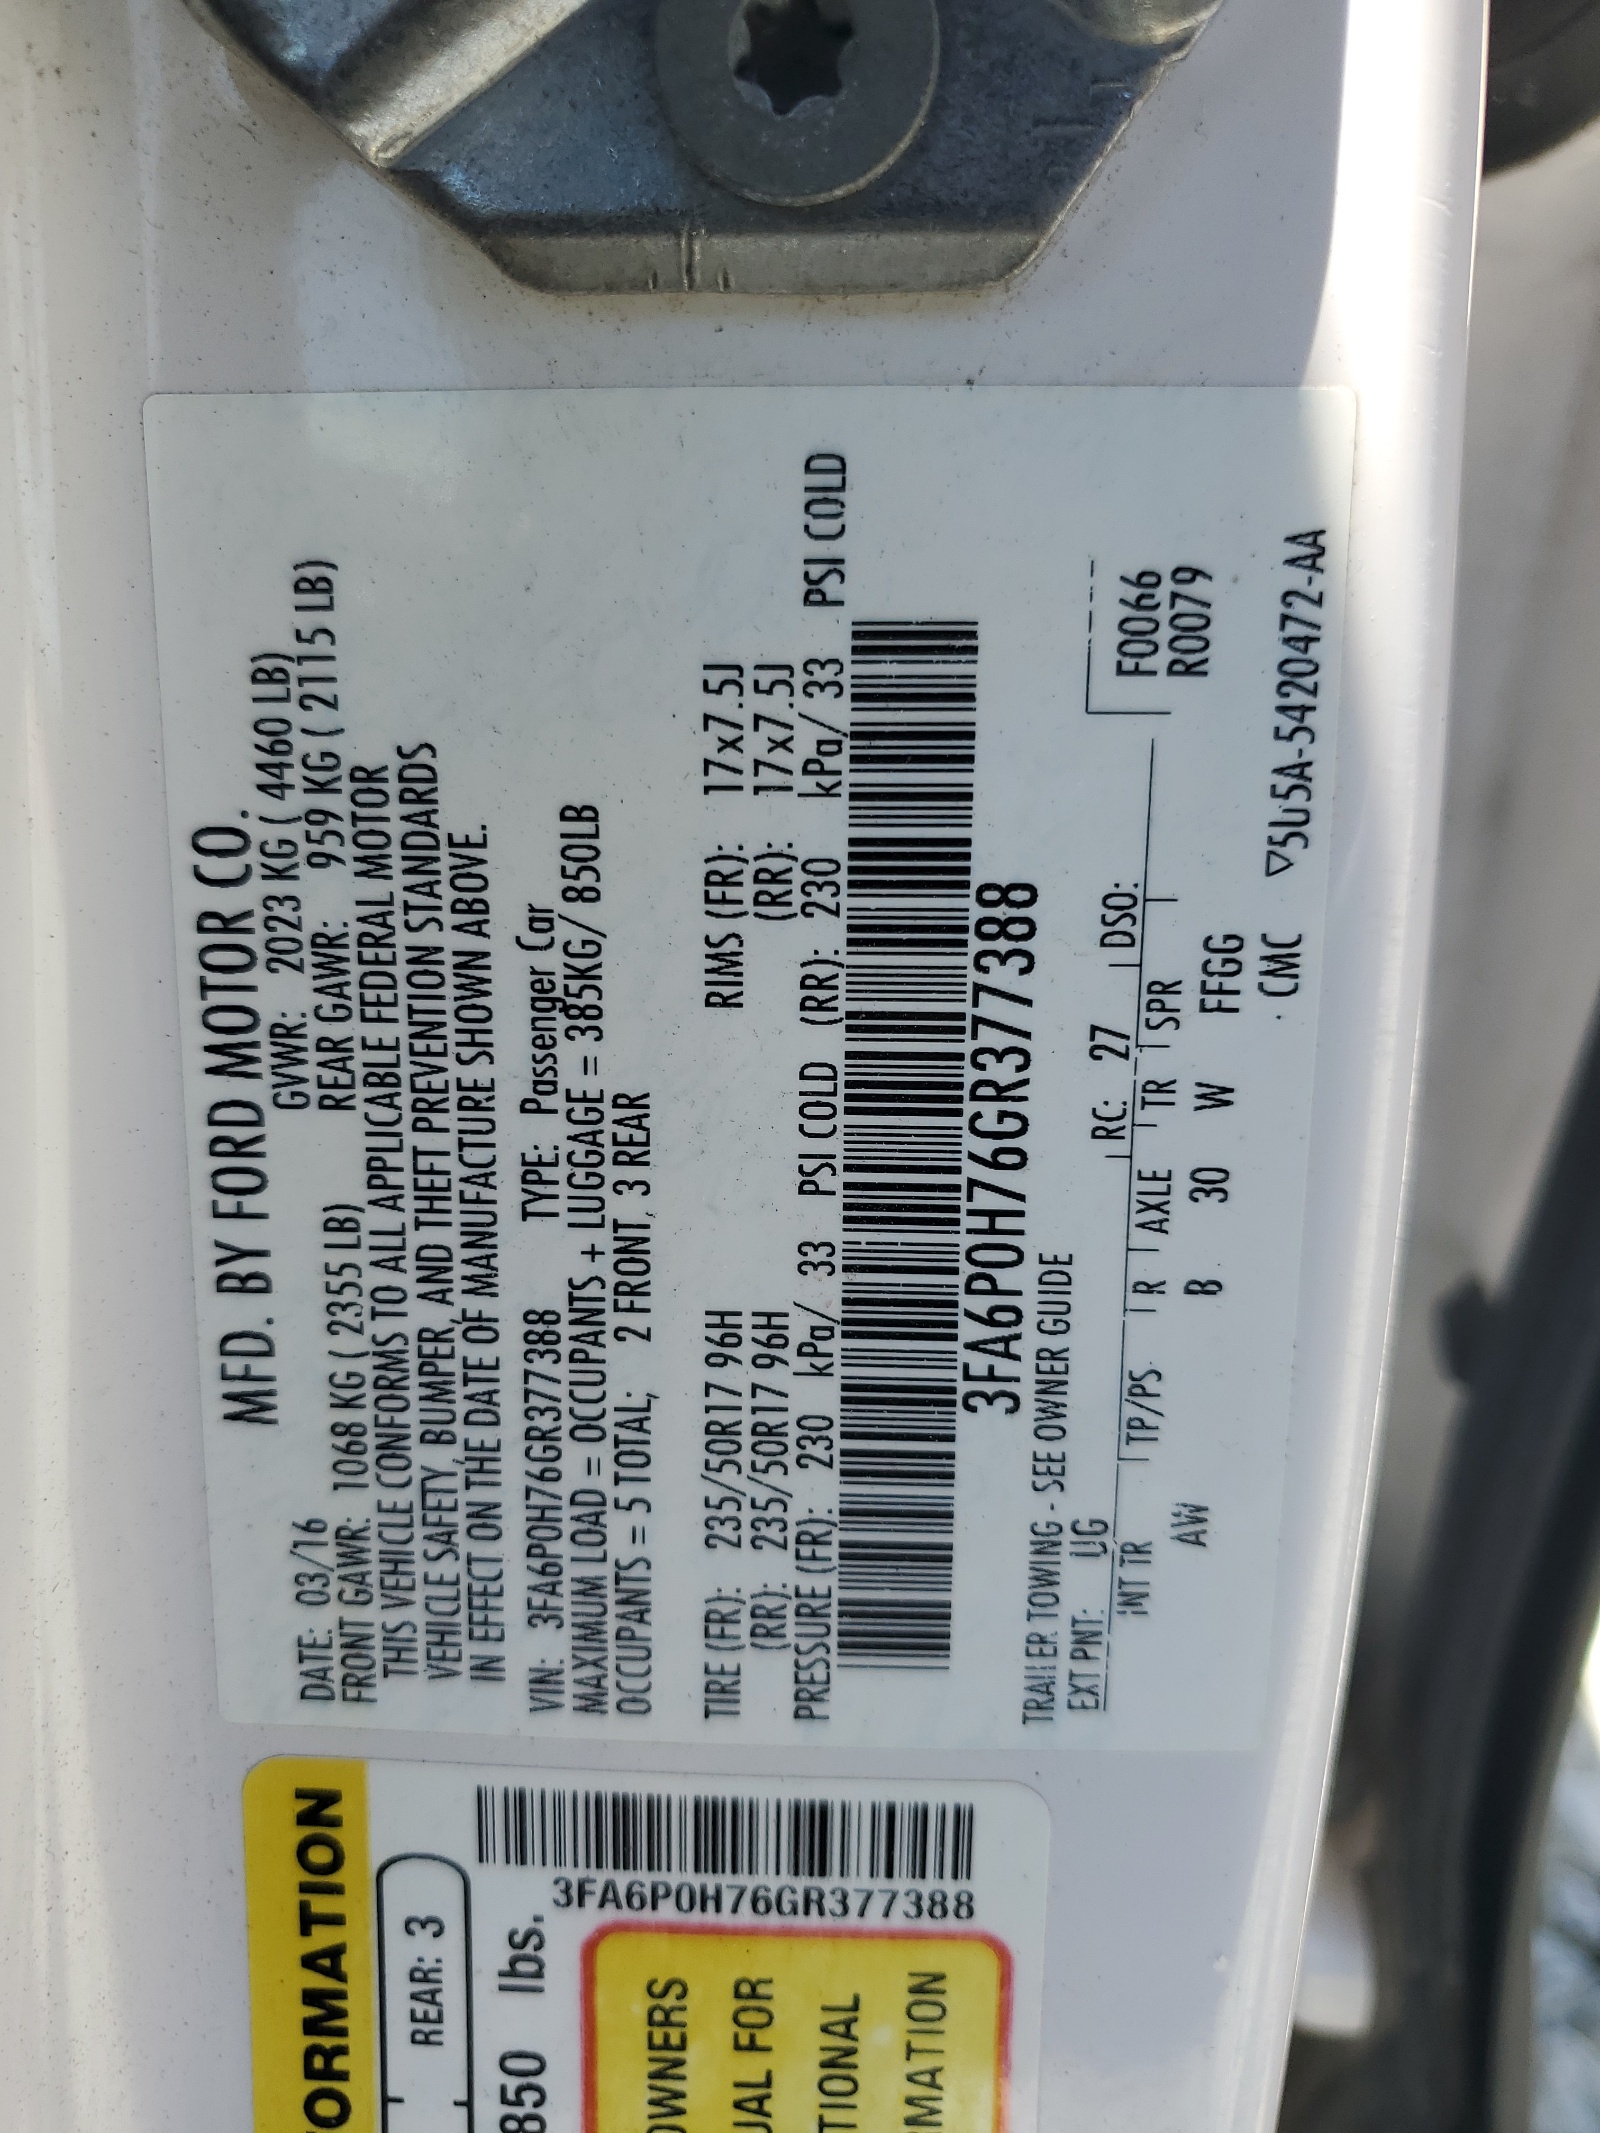 MFD. BY FORD MOTOR CO.
DATE: 03/16 GVWR: 2023 KG ( 4460 LB)
FRONT GAWR: 1068 KG ( 2355 LB) REAR GAWR: 959 KG ( 2115 LB)
THIS VEHICLE CONFORMS TO ALL APPLICABLE FEDERAL MOTOR
VEHICLE SAFETY, BUMPER, AND THEFT PREVENTION STANDARDS
IN EFFECT ON THE DATE OF MANUFACTURE SHOWN ABOVE.
VIN: 3FA6P0H76GR377388 TYPE: Passenger Car
MAXIMUM LOAD = OCCUPANTS + LUGGAGE = 385KG/ 850LB
OCCUPANTS = 5 TOTAL; 2 FRONT, 3 REAR
TIRE (FR): 235/50R17 96H RIMS (FR): 17x7.5J
(RR): 235/50R17 96H (RR): 17x7.5J
PRESSURE (FR): 230 kPa/ 33 PSI COLD (RR): 230 kPa/ 33 PSI COLD
3FA6P0H76GR377388
TRAILER TOWING - SEE OWNER GUIDE
EXT PNT: UG RC: 27 DSO:
INT TR TP/PS R AXLE TR SPR F0066
AW B 30 W FFGG R0079
CMC ▽5U5A-5420472-AA
ORMATION
REAR: 3
850 lbs.
3FA6P0H76GR377388
OWNERS
UAL FOR
TIONAL
RMATION